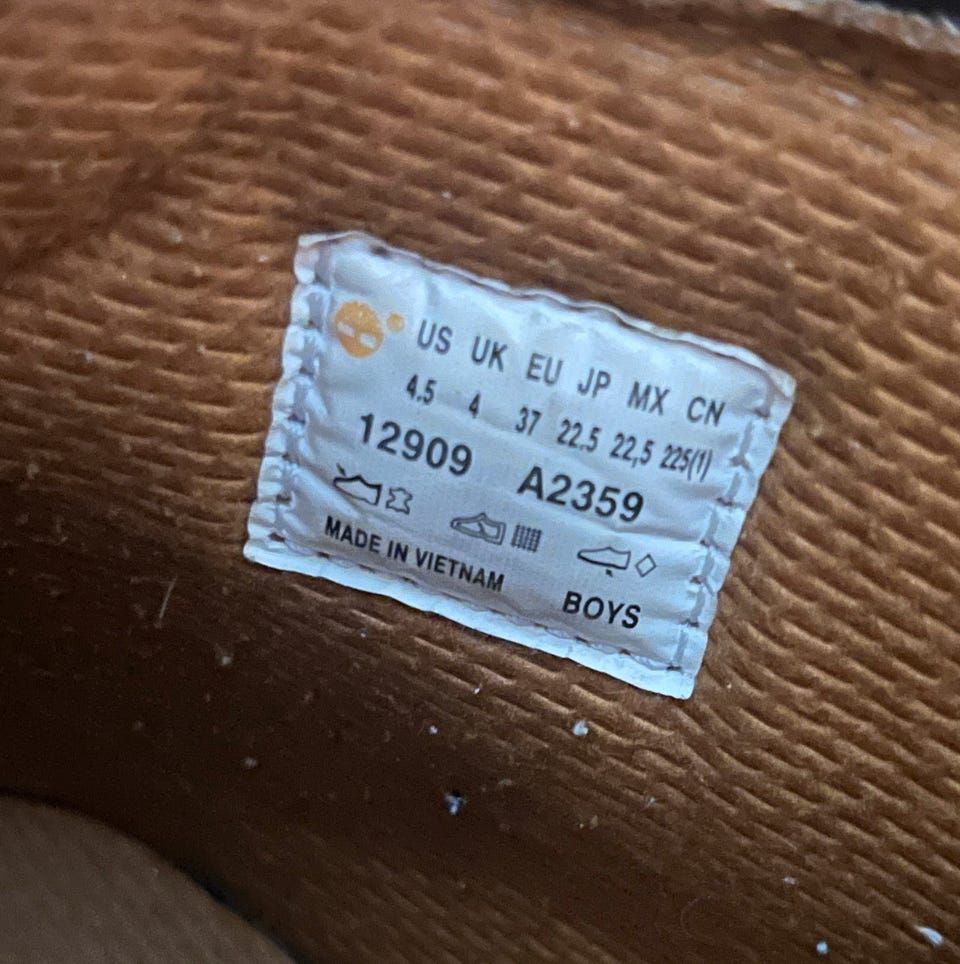 US UK EU JP MX CN
4.5 4 37 22.5 22,5 225(1)
12909 A2359
MADE IN VIETNAM
BOYS